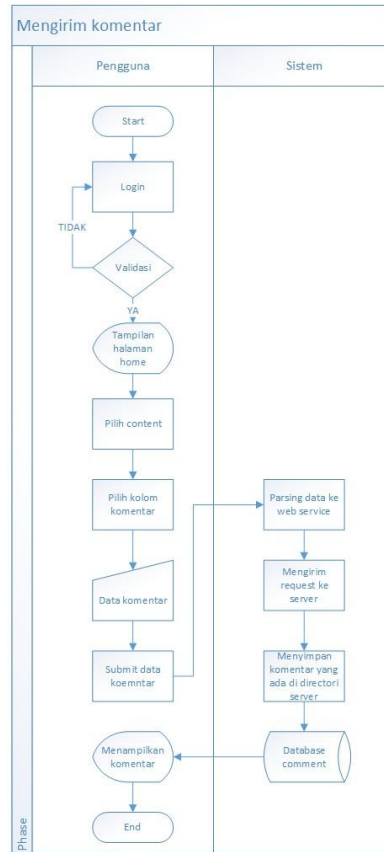 Mengirim komentar
Pengguna
Sistem
Start
Login
TIDAK
Validasi
YA
Tampilan
halaman
home
Pilih content
Pilih kolom
komentar
Data komentar
Submit data
koemntar
Parsing data ke
web service
Mengirim
request ke
server
Menyimpan
komentar yang
ada di directori
server
Database
comment
Menampilkan
komentar
End
Phase